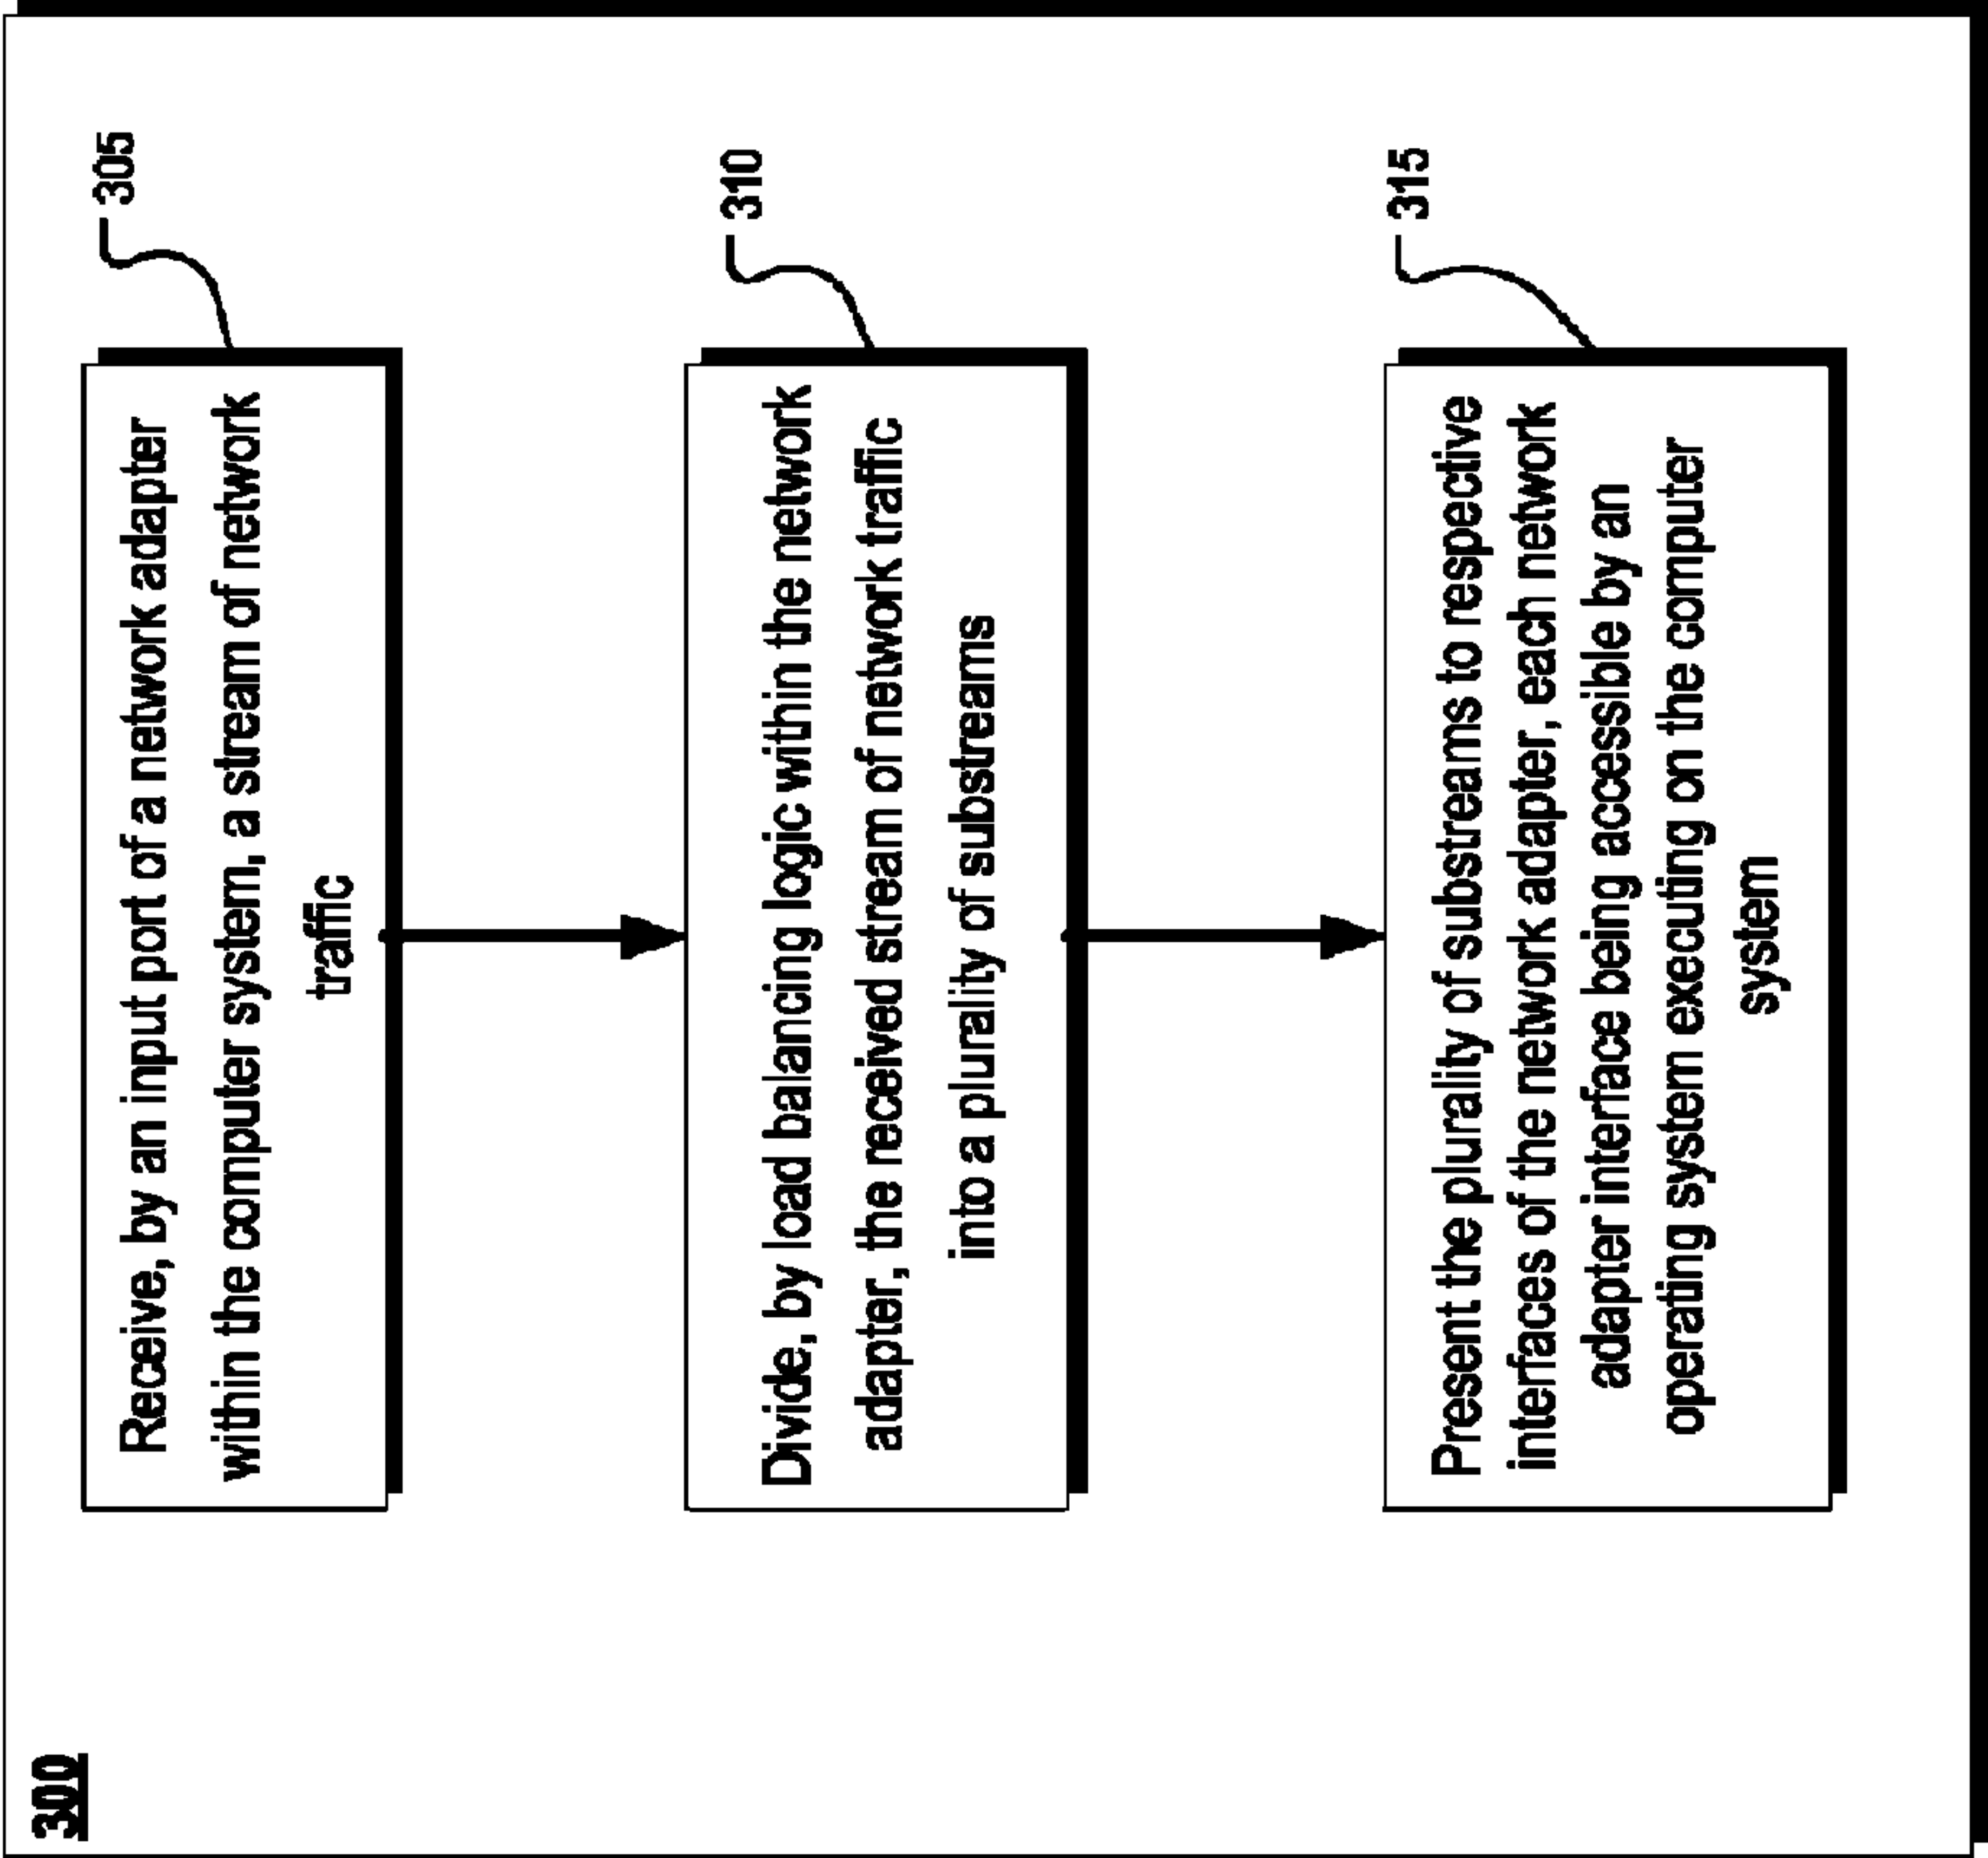 300
Receive, by an input port of a network adapter
within the computer system, a stream of network
traffic
305
Divide, by load balancing logic within the network
adapter, the received stream of network traffic
into a plurality of substreams
310
Present the plurality of substreams to respective
interfaces of the network adapter, each network
adapter interface being accessible by an
operating system executing on the computer
system
315